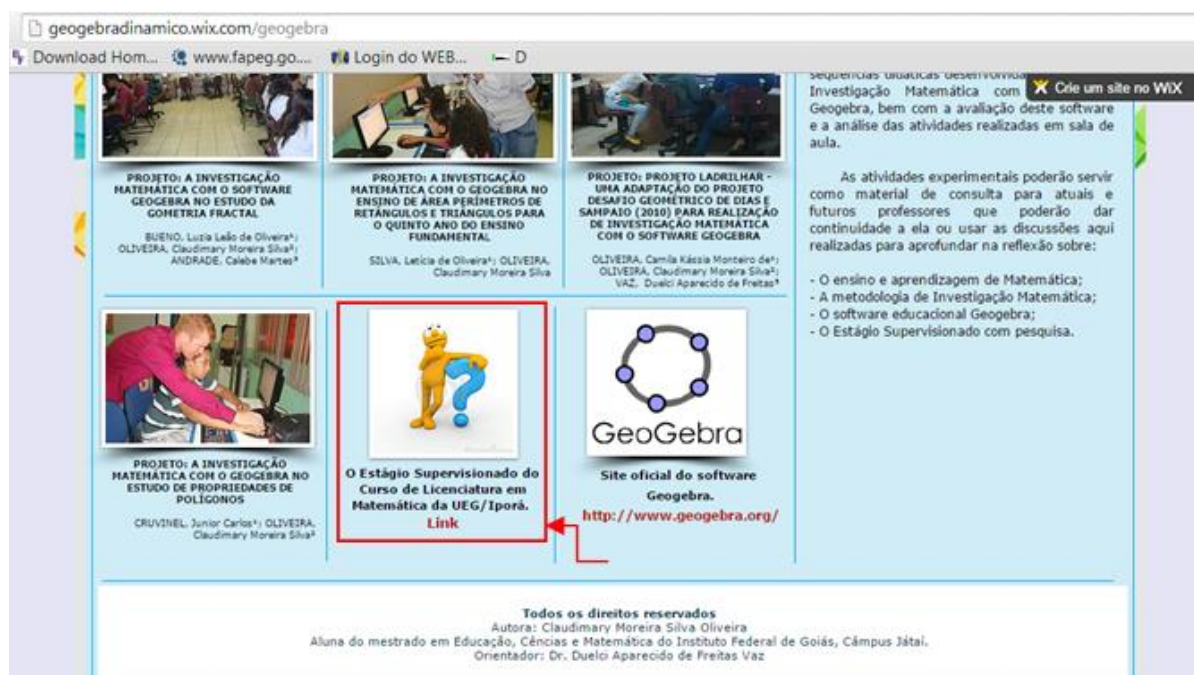 geogebradinamico.wix.com/geogebra
Download Hom...
www.fapeg.go....
Login do WEB...
D
Crie um site no WiX
PROJETO: A INVESTIGAÇÃO
MATEMÁTICA COM O SOFTWARE
GEOGEBRA NO ESTUDO DA
GOMETRIA FRACTAL
BUENO, Luzia Leão de Oliveira¹;
OLIVEIRA, Claudimary Moreira Silva²;
ANDRADE, Calebe Martes³
PROJETO: A INVESTIGAÇÃO
MATEMÁTICA COM O GEOGEBRA NO
ENSINO DE ÁREA PERÍMETROS DE
RETÂNGULOS E TRIÂNGULOS PARA
O QUINTO ANO DO ENSINO
FUNDAMENTAL
SILVA, Letícia de Oliveira¹; OLIVEIRA,
Claudimary Moreira Silva
PROJETO: PROJETO LADRILHAR -
UMA ADAPTAÇÃO DO PROJETO
DESAFIO GEOMÉTRICO DE DIAS E
SAMPAIO (2010) PARA REALIZAÇÃO
DE INVESTIGAÇÃO MATEMÁTICA
COM O SOFTWARE GEOGEBRA
OLIVEIRA, Camila Kássia Monteiro de¹;
OLIVEIRA, Claudimary Moreira Silva²;
VAZ, Duelci Aparecido de Freitas³
sequências didáticas
Investigação Matemática com
Geogebra, bem com a avaliação deste software
e a análise das atividades realizadas em sala de
aula.
As atividades experimentais poderão servir
como material de consulta para atuais e
futuros professores que poderão dar
continuidade a ela ou usar as discussões aqui
realizadas para aprofundar na reflexão sobre:
- O ensino e aprendizagem de Matemática;
- A metodologia de Investigação Matemática;
- O software educacional Geogebra;
- O Estágio Supervisionado com pesquisa.
PROJETO: A INVESTIGAÇÃO
MATEMÁTICA COM O GEOGEBRA NO
ESTUDO DE PROPRIEDADES DE
POLÍGONOS
CRUVINEL, Junior Carlos¹; OLIVEIRA,
Claudimary Moreira Silva²
O Estágio Supervisionado do
Curso de Licenciatura em
Matemática da UEG/Iporá.
Link
GeoGebra
Site oficial do software
Geogebra.
http://www.geogebra.org/
Todos os direitos reservados
Autora: Claudimary Moreira Silva Oliveira
Aluna do mestrado em Educação, Cências e Matemática do Instituto Federal de Goiás, Câmpus Játaí.
Orientador: Dr. Duelci Aparecido de Freitas Vaz